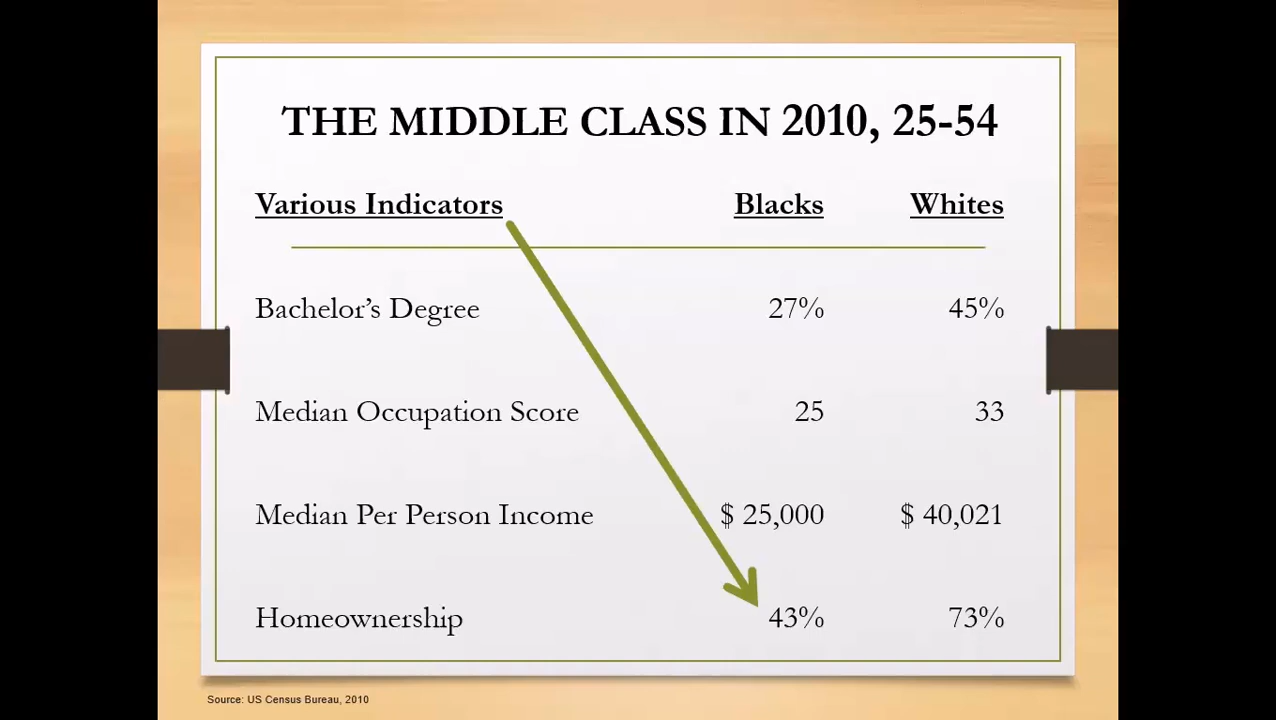 THE MIDDLE CLASS IN 2010, 25-54
Various Indicators Blacks Whites
Bachelor’s Degree 27% 45%
Median Occupation Score 25 33
Median Per Person Income $ 25,000 $ 40,021
Homeownership 43% 73%
Source: US Census Bureau, 2010